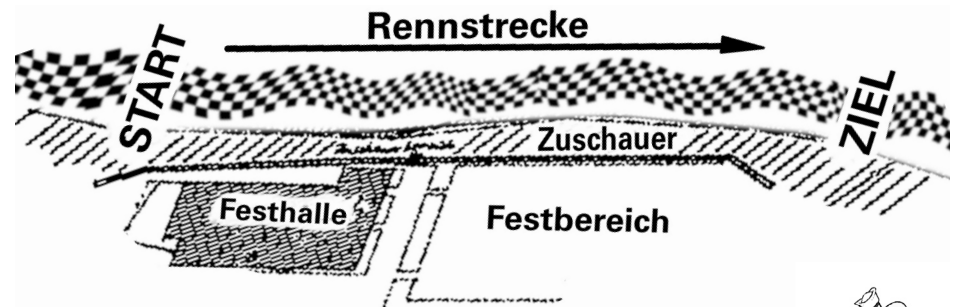 Rennstrecke
START
ZIEL
Zuschauer
Festhalle
Festbereich